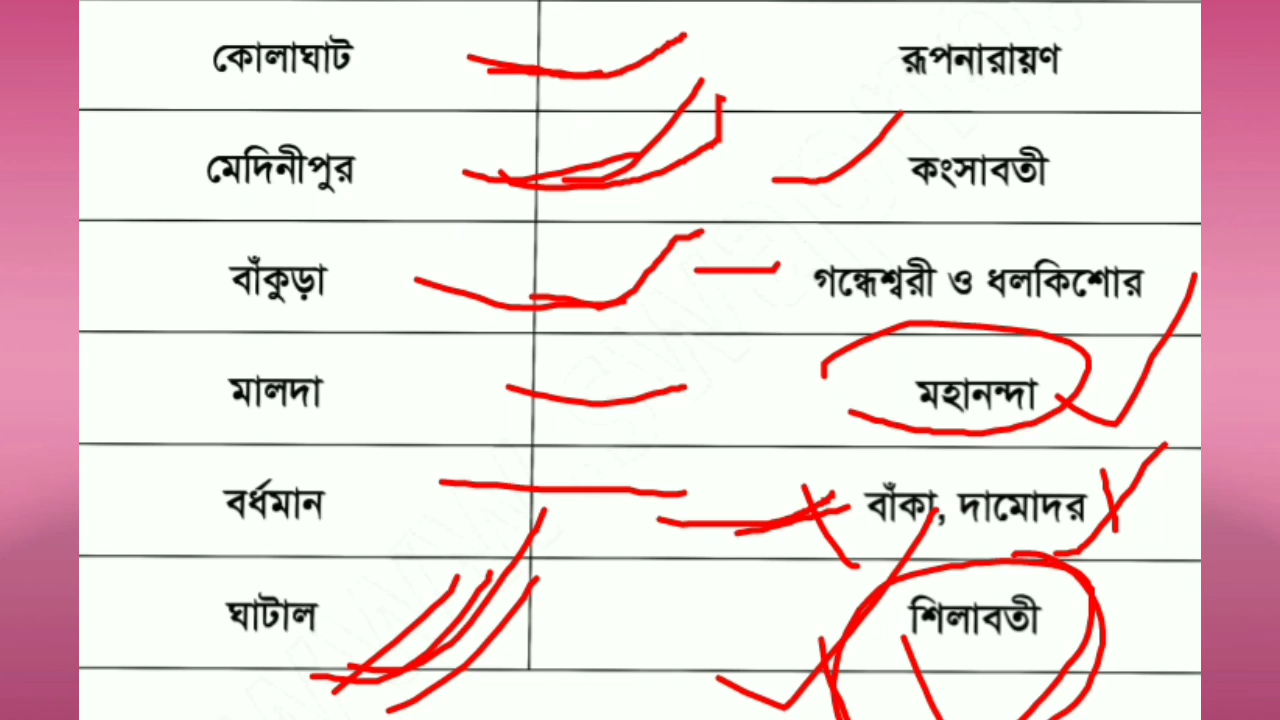 কোলাঘাট রূপনারায়ণ
মেদিনীপুর কংসাবতী
বাঁকুড়া গন্ধেশ্বরী ও ধলকিশোর
মালদা মহানন্দা
বর্ধমান বাঁকা, দামোদর
ঘাটাল শিলাবতী